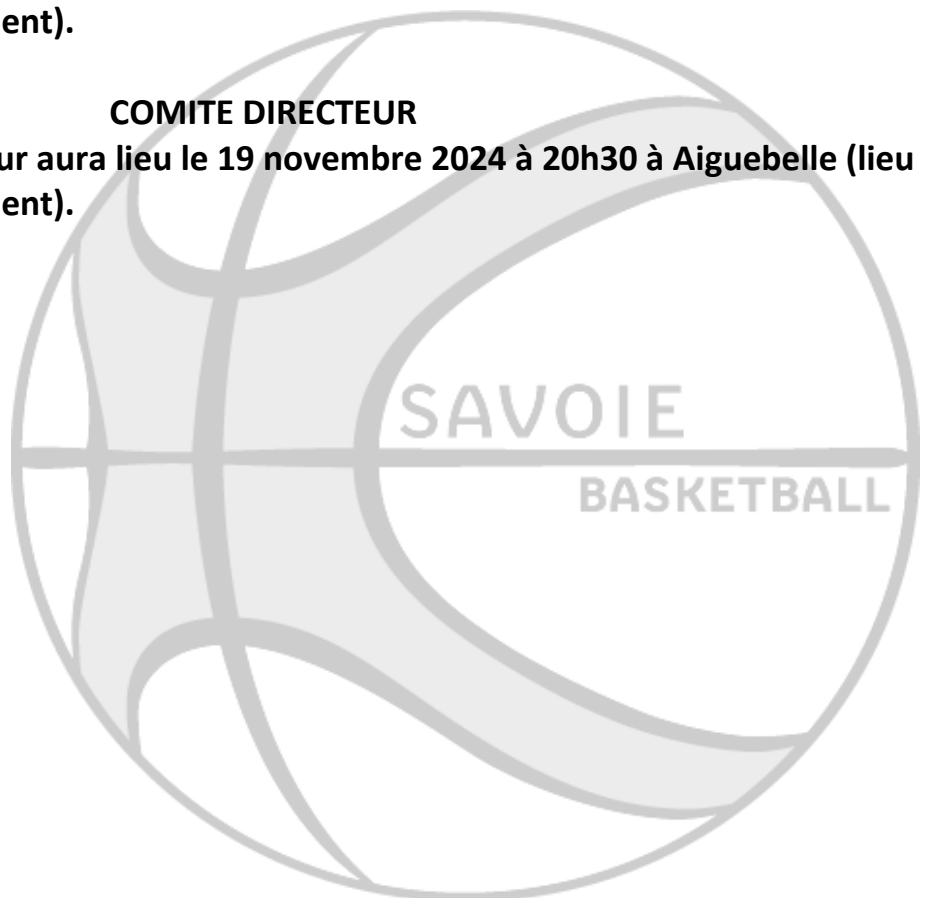 ent).
COMITE DIRECTEUR
ur aura lieu le 19 novembre 2024 à 20h30 à Aiguebelle (lieu
ent).
SAVOIE
BASKETBALL